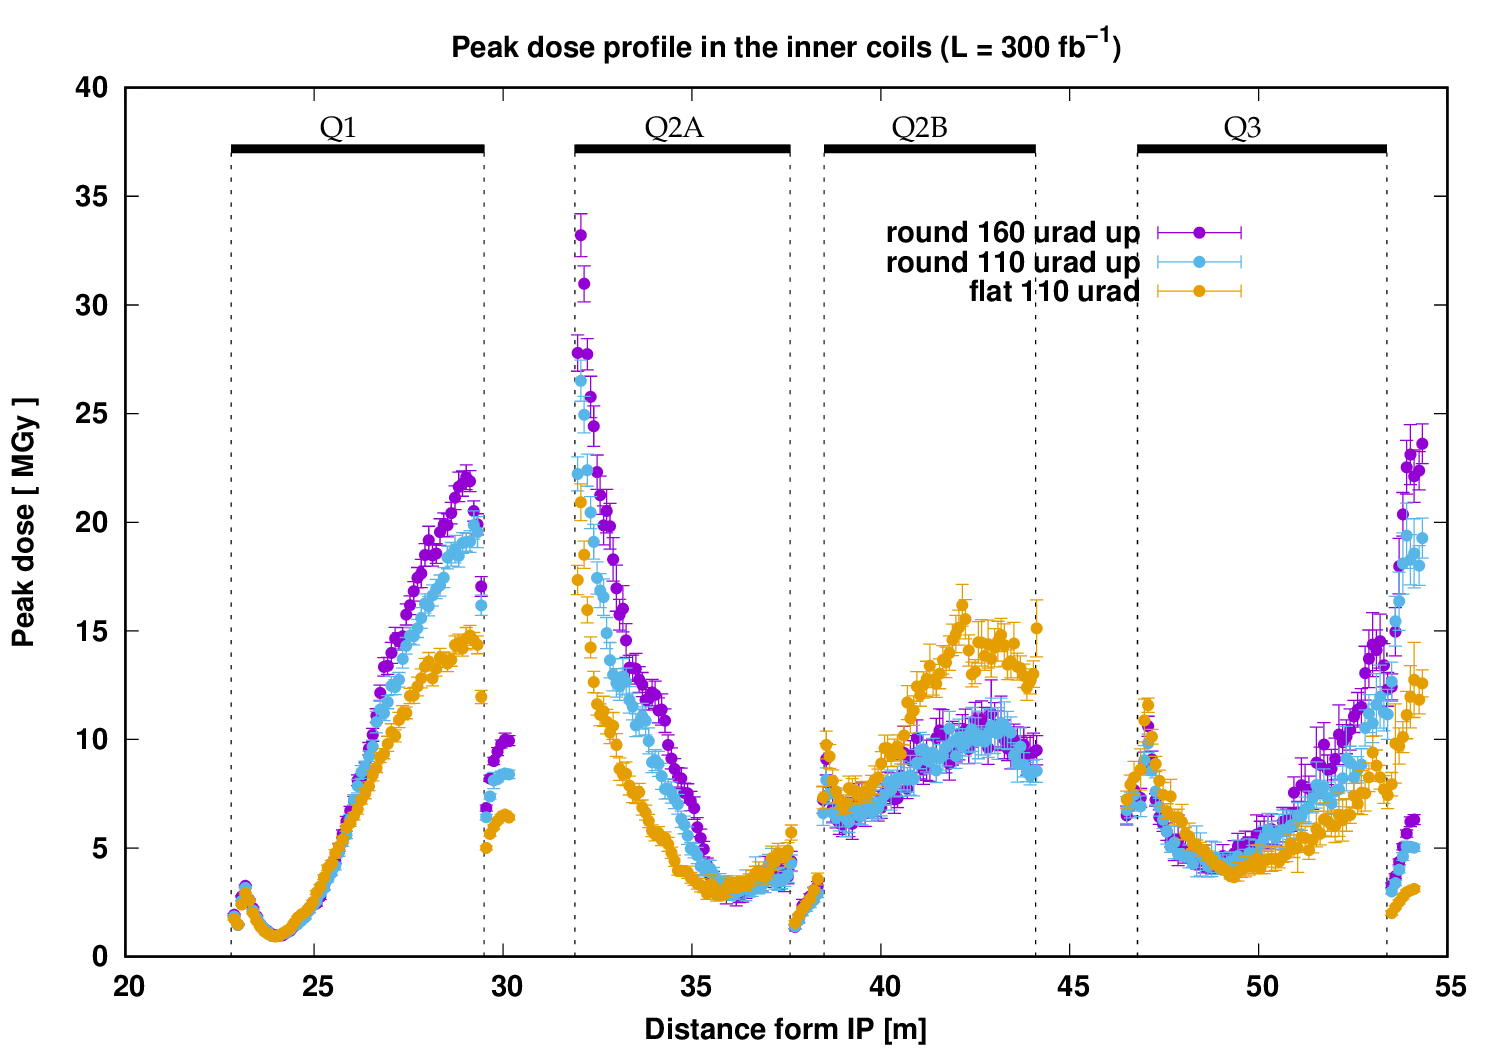 Peak dose profile in the inner coils (L = 300 fb⁻¹)
40
35
30
25
20
15
10
5
0
Peak dose [ MGy ]
Q1
Q2A
Q2B
Q3
round 160 urad up
round 110 urad up
flat 110 urad
20
25
30
35
40
45
50
55
Distance form IP [m]